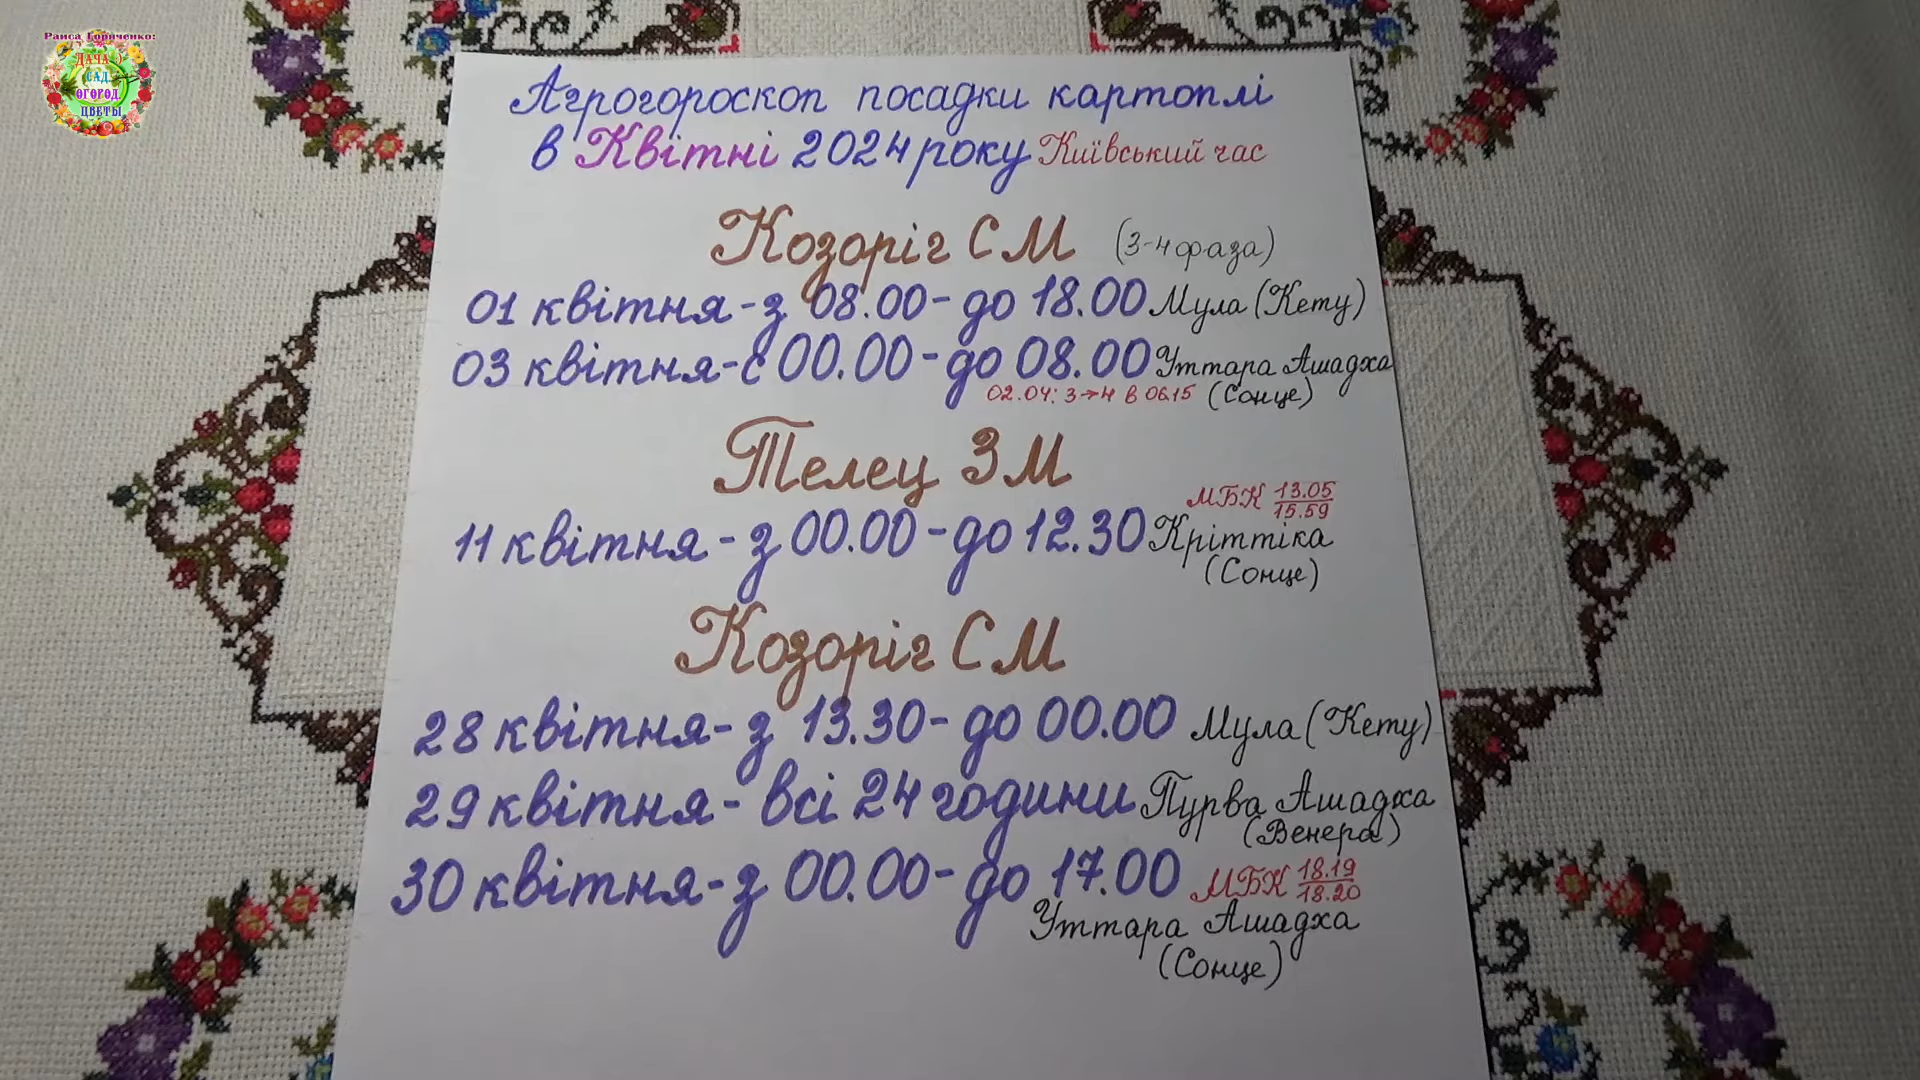 Раиса Горяченко:
ДАЧА
САД.
ОГОРОД.
ЦВЕТЫ
Агрогороскоп посадки картоплі
в Квітні 2024 року Київський час
Козоріг СМ (3-4 фаза)
01 квітня - з 08.00 - до 18.00 Мула (Кету)
03 квітня - с 00.00 - до 08.00 Уттара Ашадха
02.04: 3→4 в 06.15 (Сонце)
Телец ЗМ
МБК 13.05
15.59
11 квітня - з 00.00 - до 12.30 Кріттіка
(Сонце)
Козоріг СМ
28 квітня - з 13.30 - до 00.00 Мула (Кету)
29 квітня - всі 24 години Пурва Ашадха
(Венера)
30 квітня - з 00.00 - до 17.00 МБК 18.19
18.20
Уттара Ашадха
(Сонце)